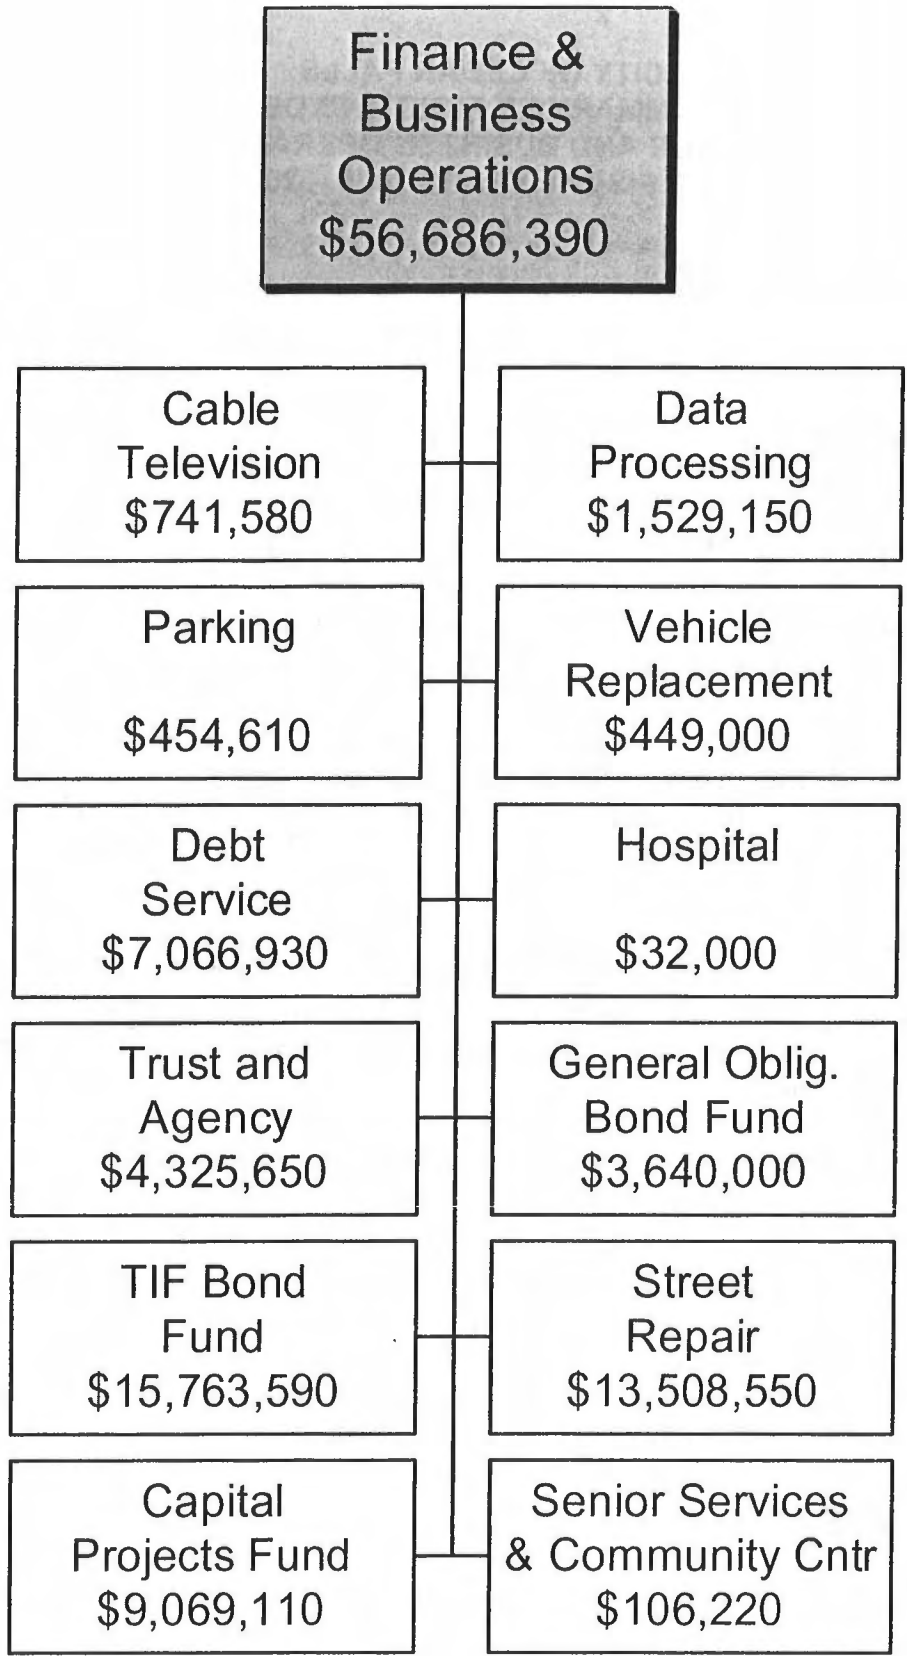 Finance &
Business
Operations
$56,686,390
Cable
Television
$741,580
Data
Processing
$1,529,150
Parking
$454,610
Vehicle
Replacement
$449,000
Debt
Service
$7,066,930
Hospital
$32,000
Trust and
Agency
$4,325,650
General Oblig.
Bond Fund
$3,640,000
TIF Bond
Fund
$15,763,590
Street
Repair
$13,508,550
Capital
Projects Fund
$9,069,110
Senior Services
& Community Cntr
$106,220